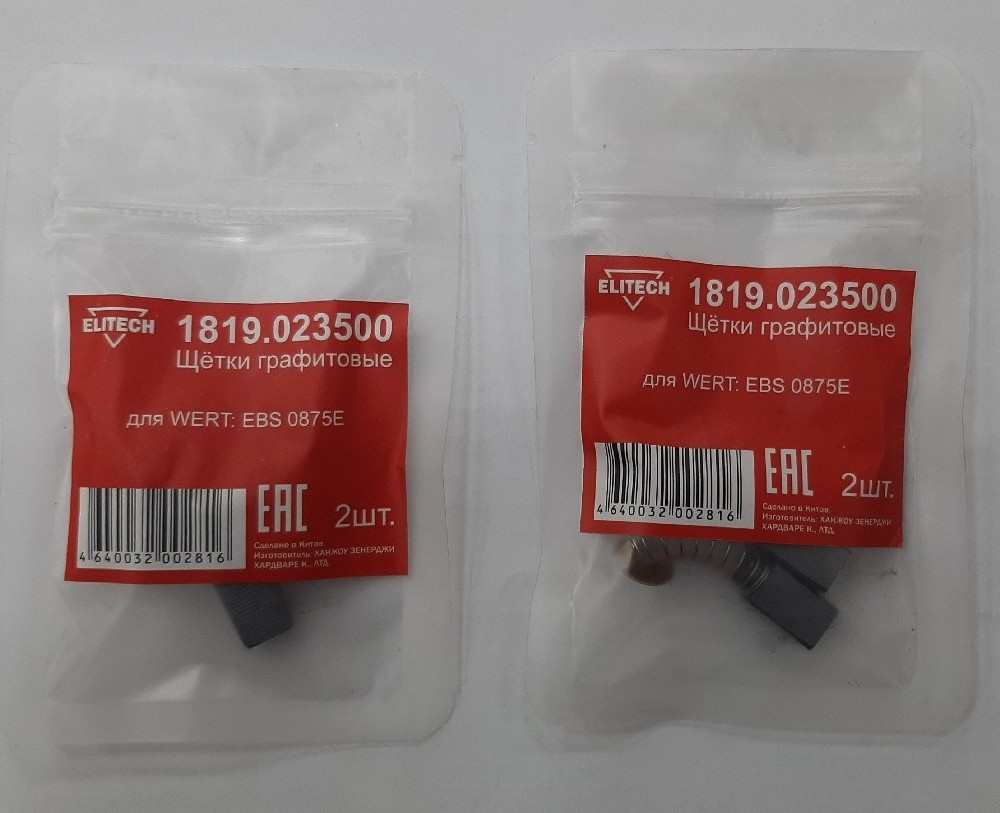 ELITECH
1819.023500
Щётки графитовые
для WERT: EBS 0875E
4 640032 002816
EAC
2шт.
Сделано в Китае
Изготовитель: ХАНЖОУ ЗЕНЕРДЖИ
ХАРДВАРЕ К., ЛТД.
ELITECH
1819.023500
Щётки графитовые
для WERT: EBS 0875E
4 640032 002816
EAC
2шт.
Сделано в Китае
Изготовитель: ХАНЖОУ ЗЕНЕРДЖИ
ХАРДВАРЕ К., ЛТД.